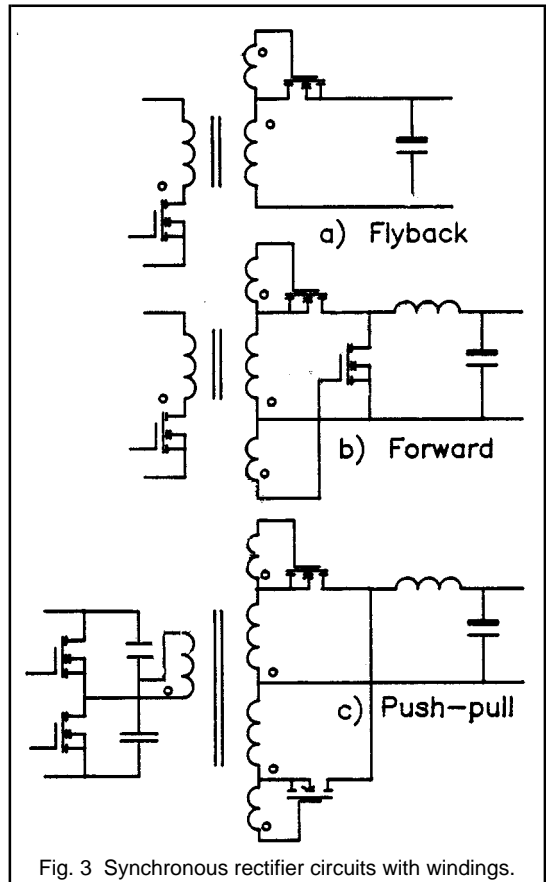 a) Flyback
b) Forward
c) Push-pull
Fig. 3 Synchronous rectifier circuits with windings.